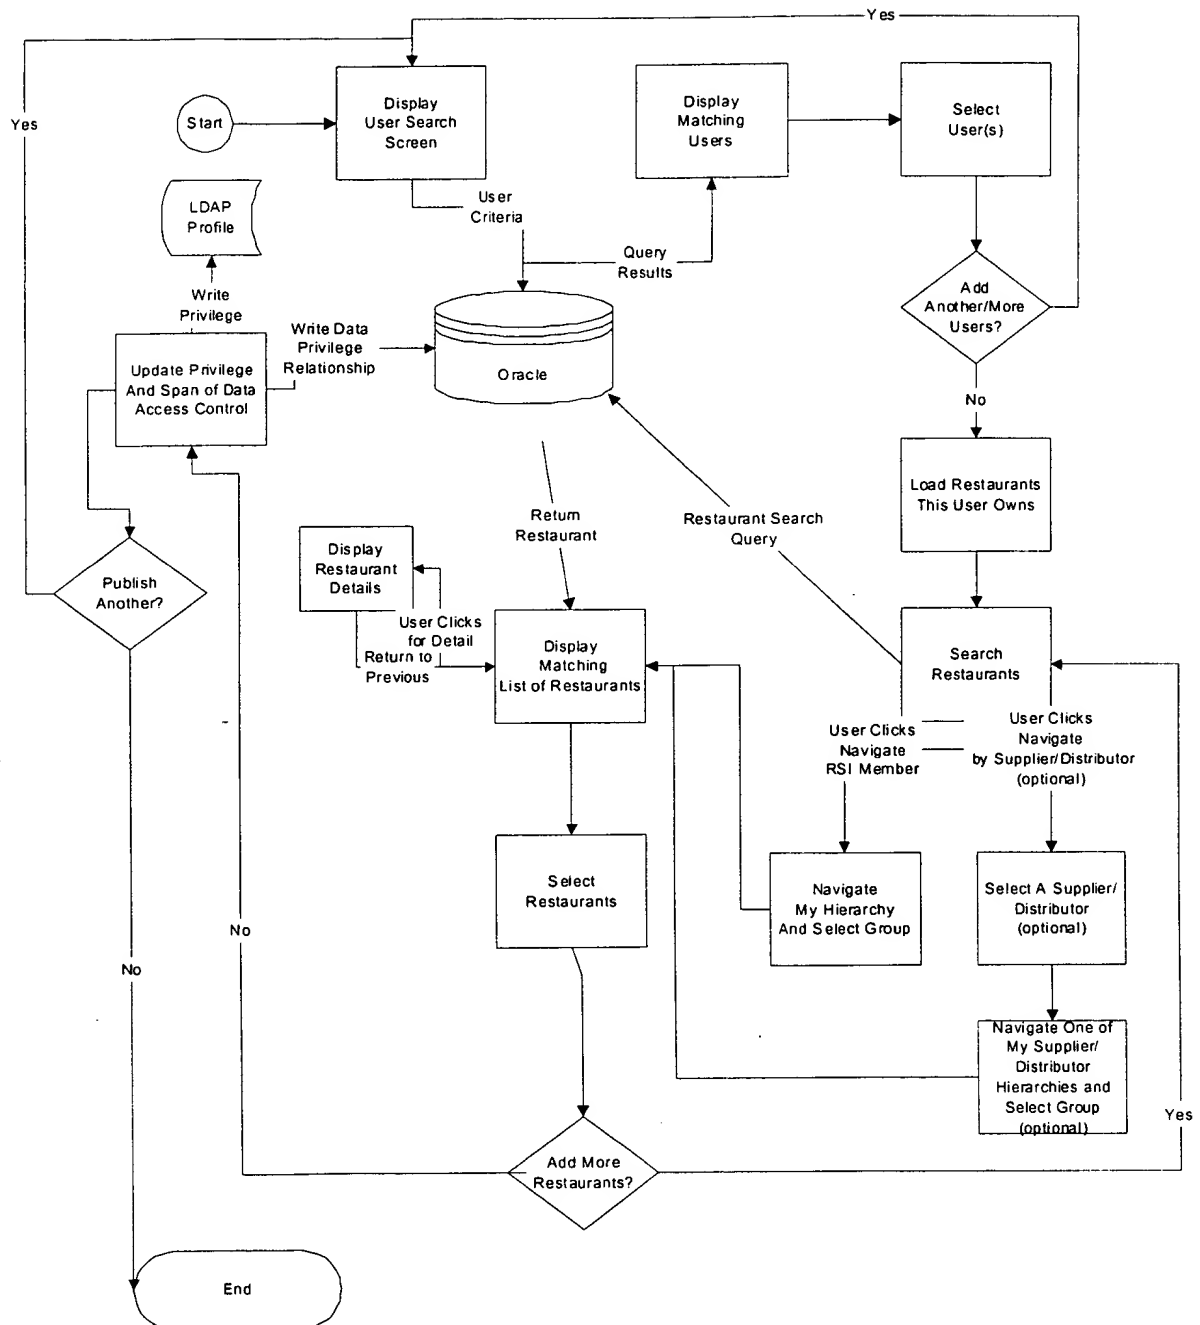 Yes
Yes
Start
Display
User Search
Screen
Display
Matching
Users
Select
User(s)
LDAP
Profile
User
Criteria
Query
Results
Write
Privilege
Add
Another/More
Users?
Write Data
Privilege
Relationship
Update Privilege
And Span of Data
Access Control
Oracle
No
Load Restaurants
This User Owns
Return
Restaurant
Restaurant Search
Query
Display
Restaurant
Details
Publish
Another?
User Clicks
for Detail
Return to
Previous
Display
Matching
List of Restaurants
Search
Restaurants
User Clicks
Navigate
RSI Member
User Clicks
Navigate
by Supplier/Distributor
(optional)
Select
Restaurants
Navigate
My Hierarchy
And Select Group
Select A Supplier/
Distributor
(optional)
No
No
Navigate One of
My Supplier/
Distributor
Hierarchies and
Select Group
(optional)
Yes
Add More
Restaurants?
End